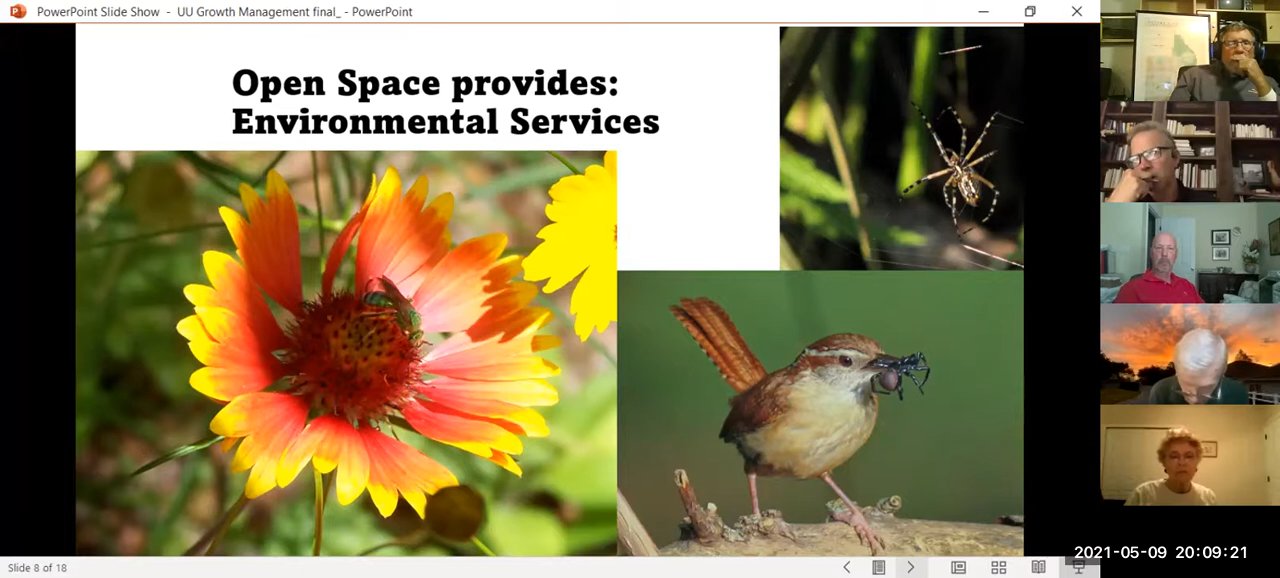 PowerPoint Slide Show - UU Growth Management final_ - PowerPoint
Open Space provides:
Environmental Services
Slide 8 of 18
2021-05-09 20:09:21